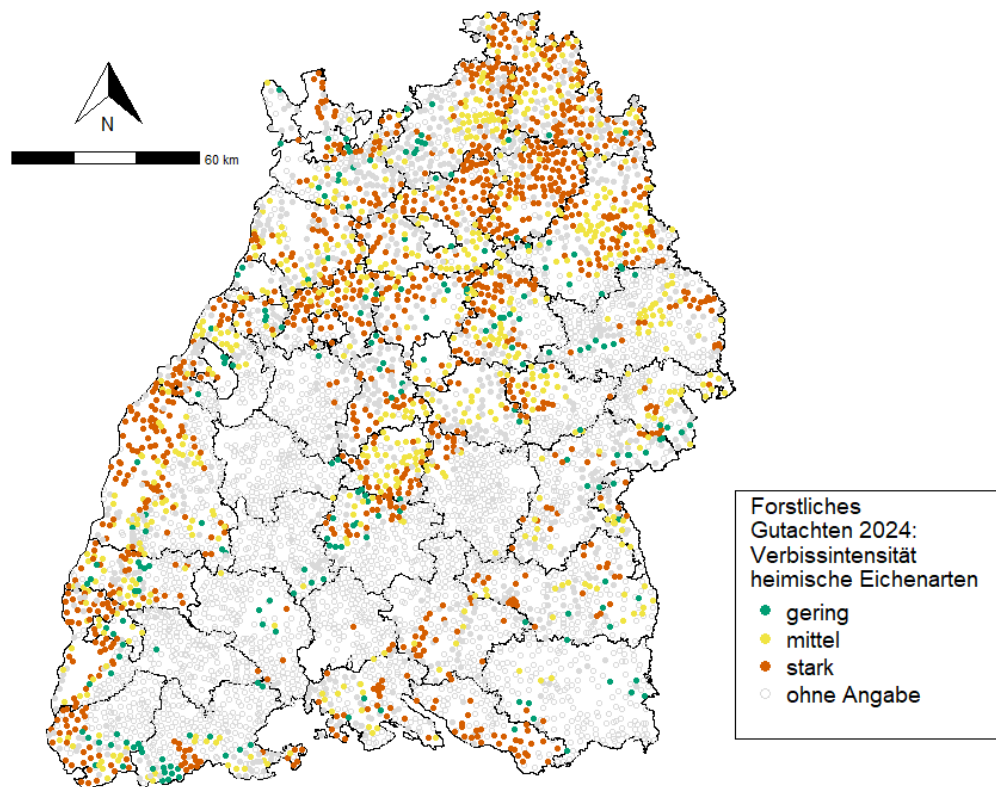 N
60 km
Forstliches
Gutachten 2024:
Verbissintensität
heimische Eichenarten
gering
mittel
stark
ohne Angabe